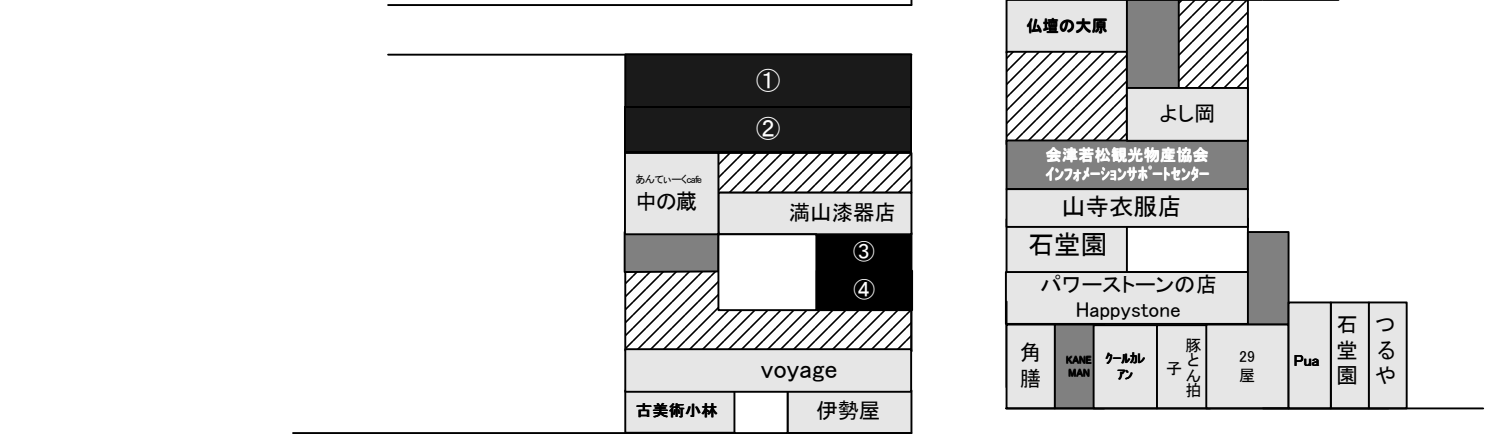 ①
②
あんてぃーくcafe
中の蔵
満山漆器店
③
④
voyage
古美術小林
伊勢屋
仏壇の大原
よし岡
会津若松観光物産協会
インフォメーションサポートセンター
山寺衣服店
石堂園
パワーストーンの店
Happystone
角膳
KANE
MAN
クールカレ
アン
豚とん拍
子
29
屋
Pua
石堂園
つるや